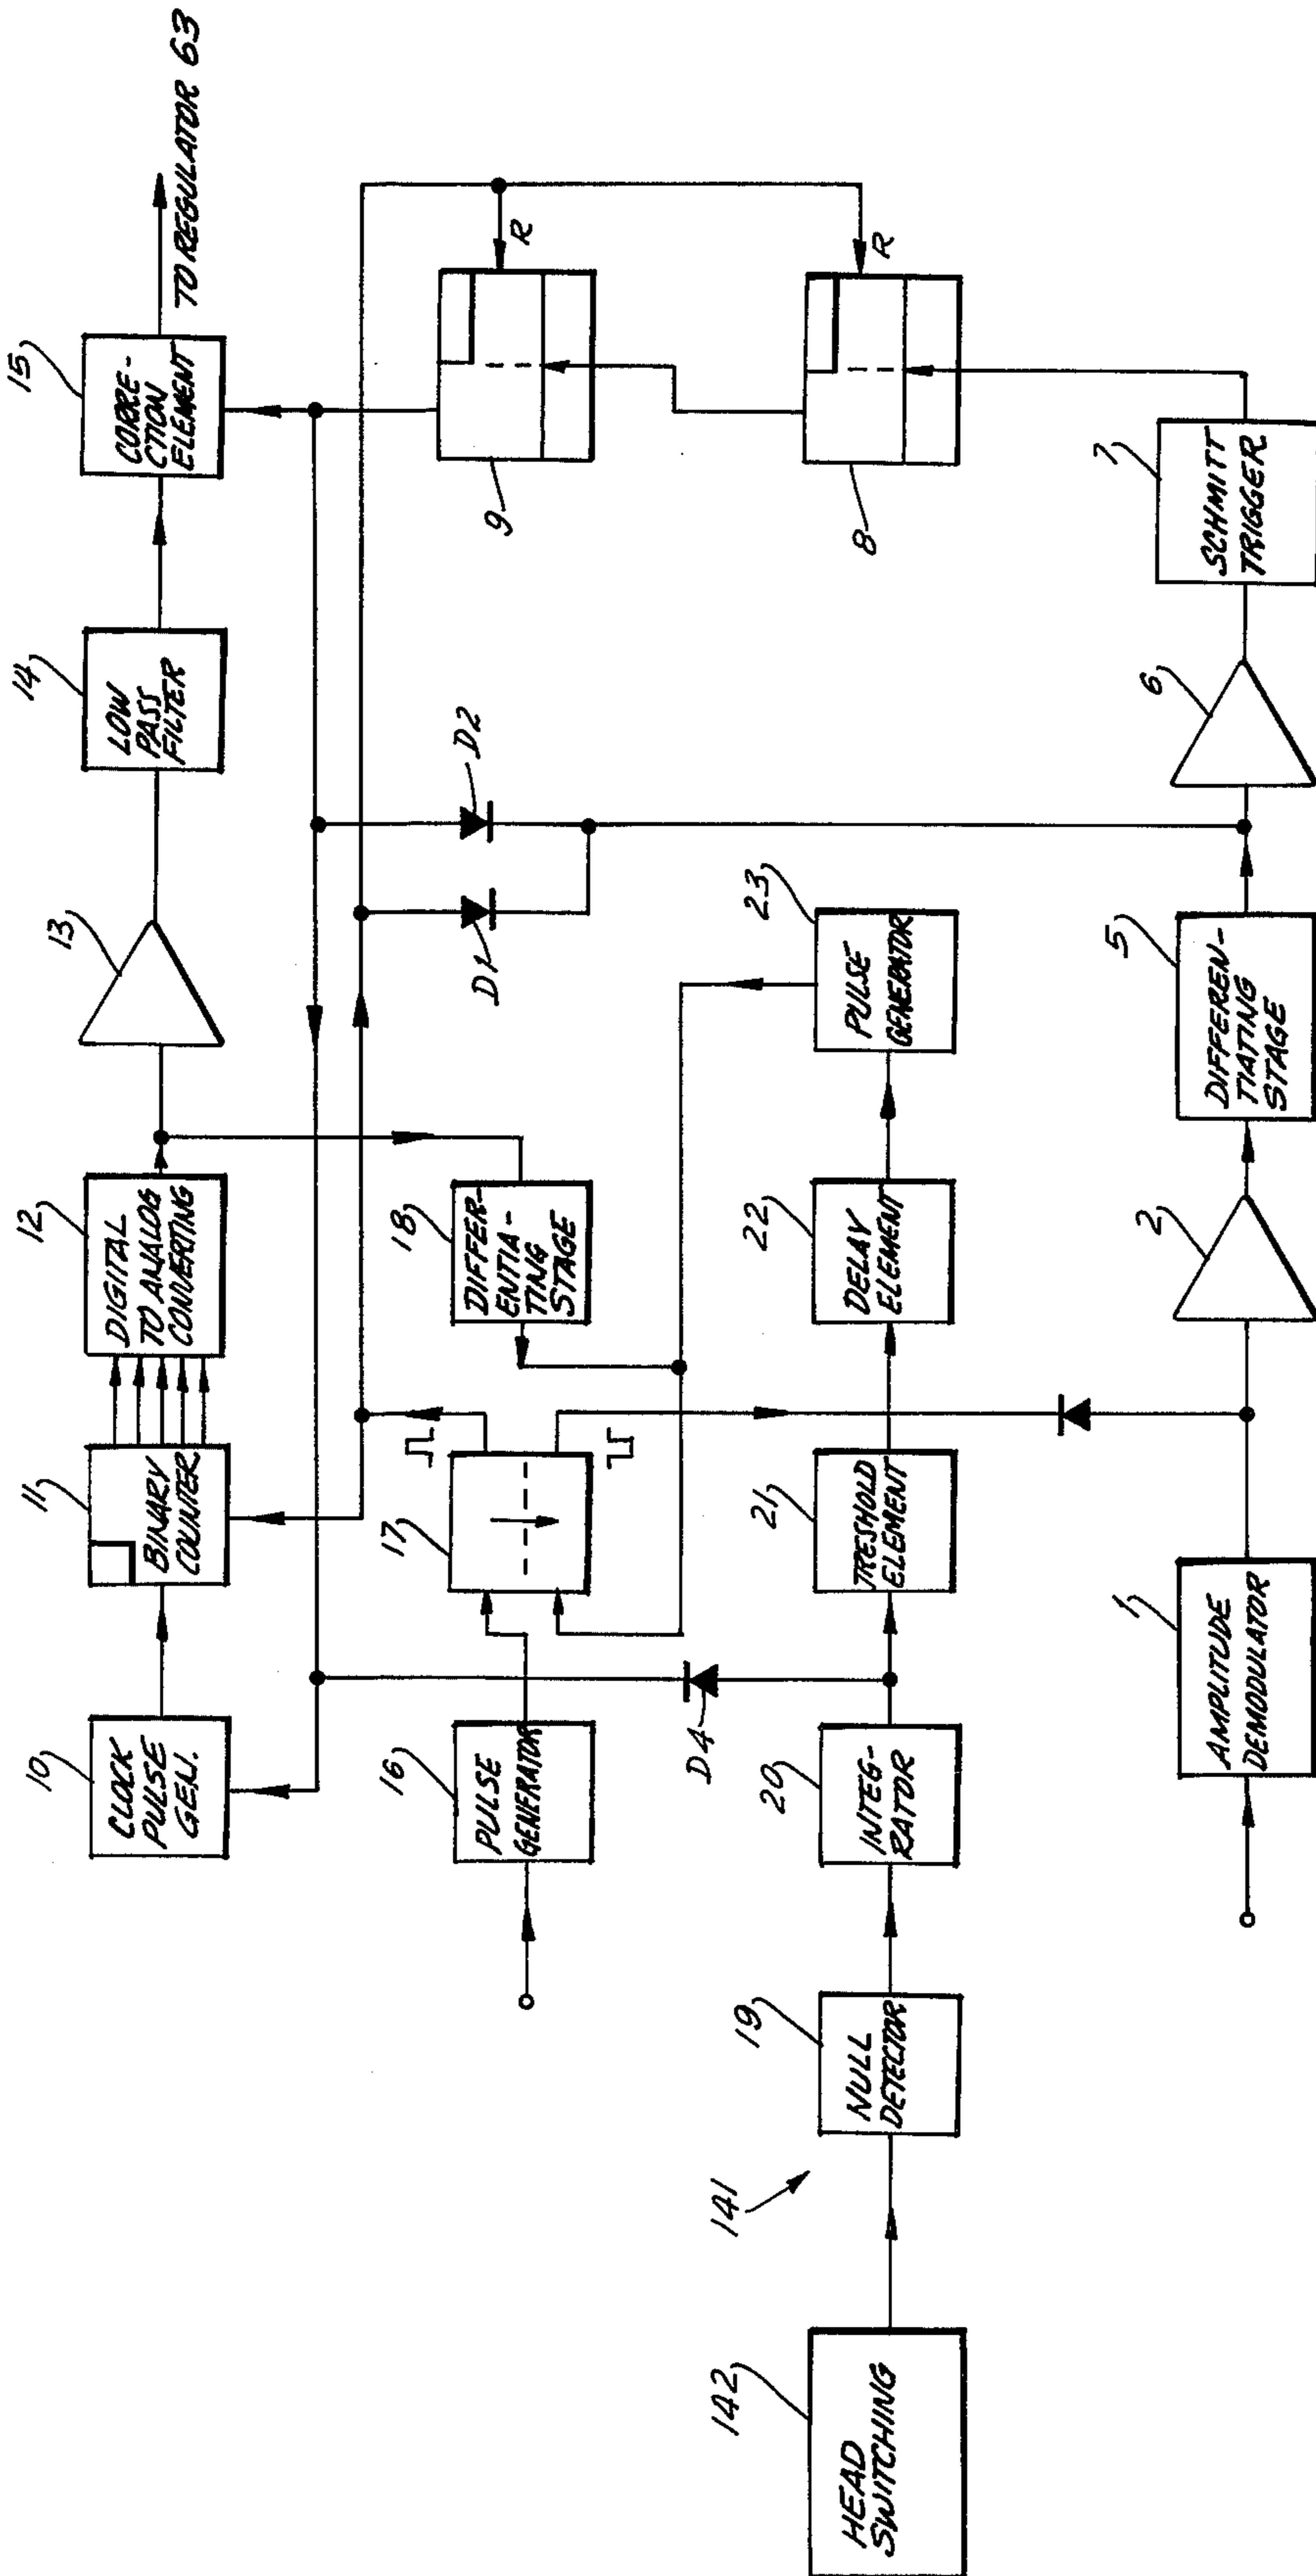 10
CLOCK
PULSE
GEN.
11
BINARY
COUNTER
12
DIGITAL
TO ANALOG
CONVERTING
13
14
LOW
PASS
FILTER
15
CORRE-
CTION
ELEMENT
TO REGULATOR 63
16
PULSE
GENERATOR
17
18
DIFFER-
ENTIA-
TING
STAGE
D1
D2
9
R
D4
142
HEAD
SWITCHING
141
19
NULL
DETECTOR
20
INTEG-
RATOR
21
TRESHOLD
ELEMENT
22
DELAY
ELEMENT
23
PULSE
GENERATOR
8
R
1
AMPLITUDE
DEMODULATOR
2
5
DIFFEREN-
TIATING
STAGE
6
7
SCHMITT
TRIGGER